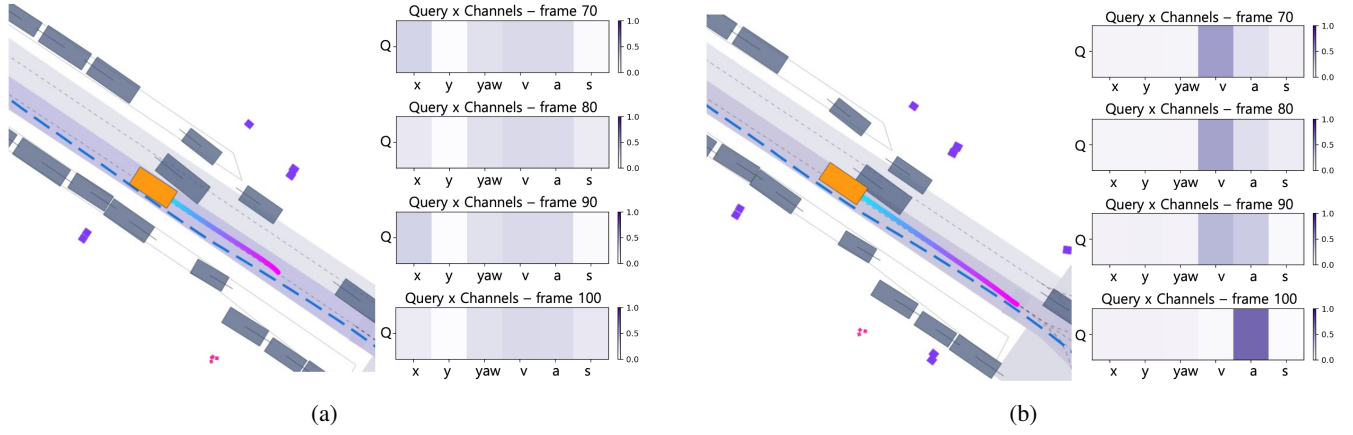 Query x Channels – frame 70
1.0
0.5
0.0
Q
x y yaw v a s
Query x Channels – frame 80
1.0
0.5
0.0
Q
x y yaw v a s
Query x Channels – frame 90
1.0
0.5
0.0
Q
x y yaw v a s
Query x Channels – frame 100
1.0
0.5
0.0
Q
x y yaw v a s
(a)
Query x Channels – frame 70
1.0
0.5
0.0
Q
x y yaw v a s
Query x Channels – frame 80
1.0
0.5
0.0
Q
x y yaw v a s
Query x Channels – frame 90
1.0
0.5
0.0
Q
x y yaw v a s
Query x Channels – frame 100
1.0
0.5
0.0
Q
x y yaw v a s
(b)